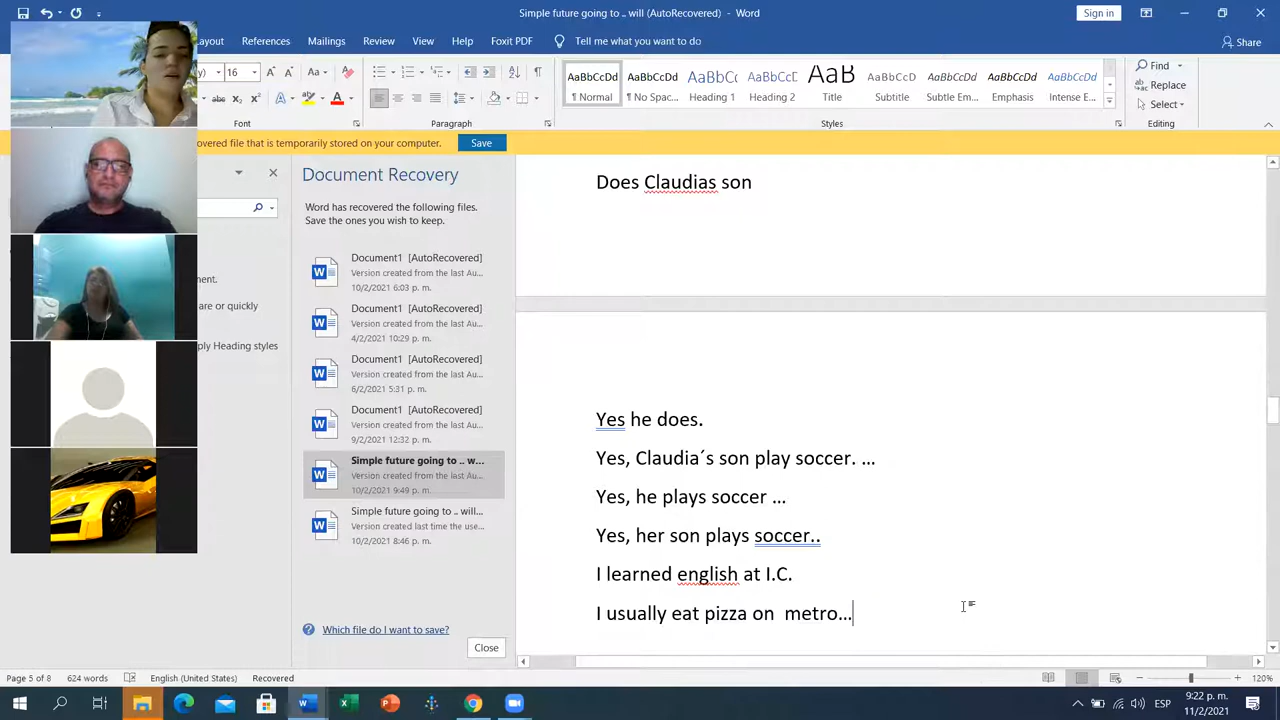 Simple future going to .. will (AutoRecovered) - Word
Sign in
Layout References Mailings Review View Help Foxit PDF Tell me what you want to do
Share
16
AaBbCcDd AaBbCcDd AaBbCc AaBbCcD AaB AaBbCcD AaBbCcDd AaBbCcDd AaBbCcDd
¶ Normal ¶ No Spac... Heading 1 Heading 2 Title Subtitle Subtle Em... Emphasis Intense E...
Find
Replace
Select
Font Paragraph Styles Editing
overed file that is temporarily stored on your computer. Save
Document Recovery
Word has recovered the following files.
Save the ones you wish to keep.
Document1 [AutoRecovered]
Version created from the last Au...
10/2/2021 6:03 p. m.
Document1 [AutoRecovered]
Version created from the last Au...
4/2/2021 10:29 p. m.
Document1 [AutoRecovered]
Version created from the last Au...
6/2/2021 5:31 p. m.
Document1 [AutoRecovered]
Version created from the last Au...
9/2/2021 12:32 p. m.
Simple future going to .. w...
Version created from the last Au...
10/2/2021 9:49 p. m.
Simple future going to .. will...
Version created last time the use...
10/2/2021 8:46 p. m.
Which file do I want to save?
Close
ment.
are or quickly
ply Heading styles
Does Claudias son
Yes he does.
Yes, Claudia´s son play soccer. ...
Yes, he plays soccer ...
Yes, her son plays soccer..
I learned english at I.C.
I usually eat pizza on metro...
Page 5 of 8 624 words English (United States) Recovered
120%
ESP
9:22 p. m.
11/2/2021